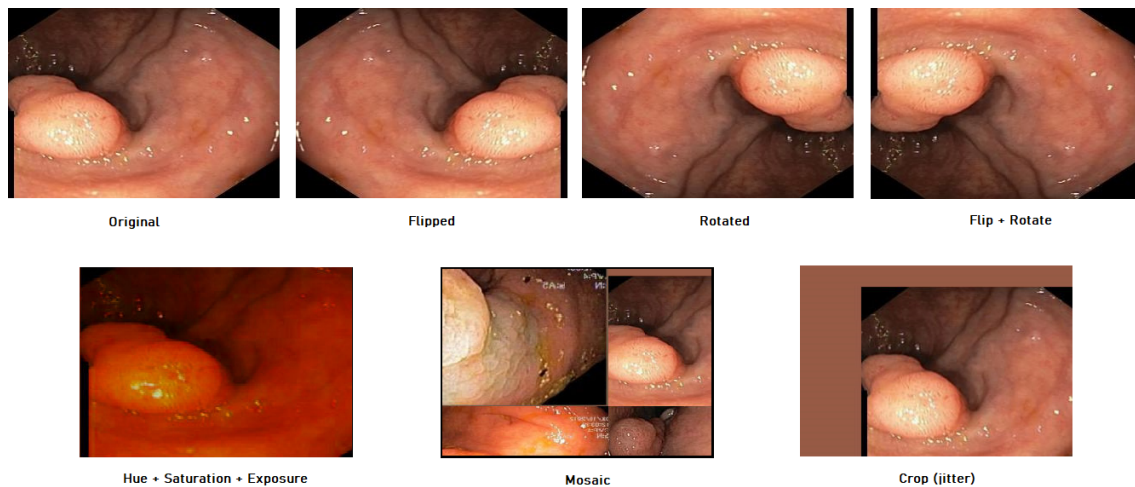 Original
Flipped
Rotated
Flip + Rotate
Hue + Saturation + Exposure
Mosaic
Crop (jitter)